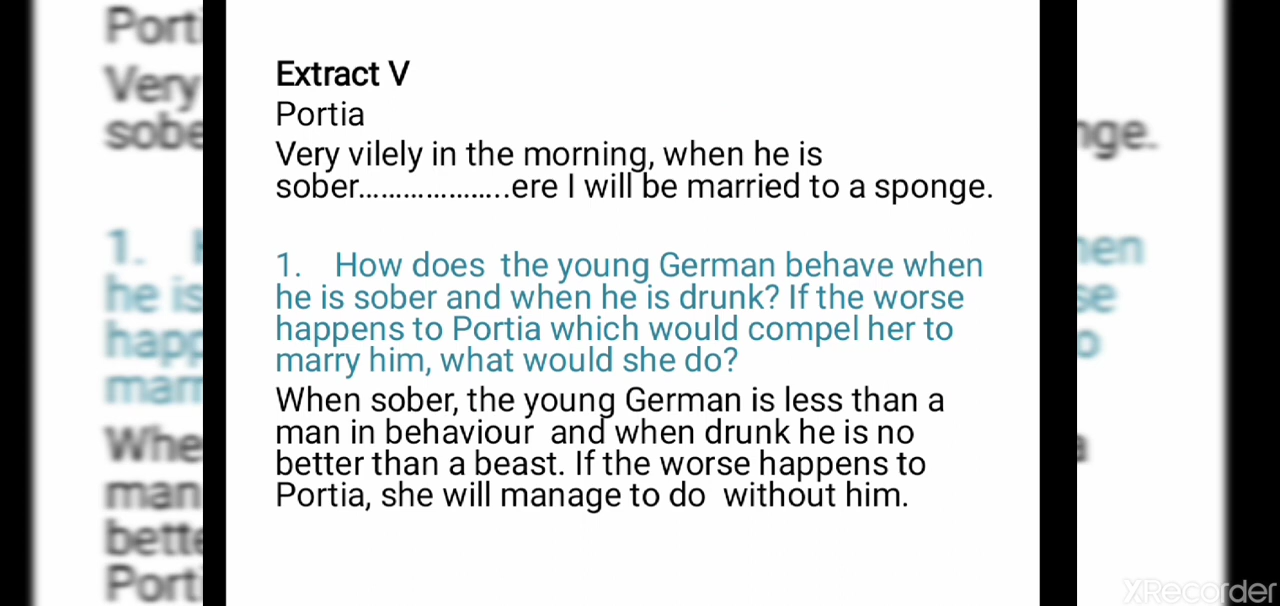 Extract V
Portia
Very vilely in the morning, when he is
sober.....................ere I will be married to a sponge.
1. How does the young German behave when
he is sober and when he is drunk? If the worse
happens to Portia which would compel her to
marry him, what would she do?
When sober, the young German is less than a
man in behaviour and when drunk he is no
better than a beast. If the worse happens to
Portia, she will manage to do without him.
XRecorder